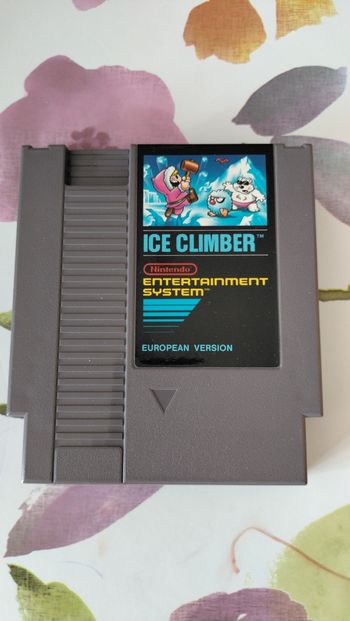 ICE CLIMBER™
Nintendo
ENTERTAINMENT
SYSTEM™
EUROPEAN VERSION